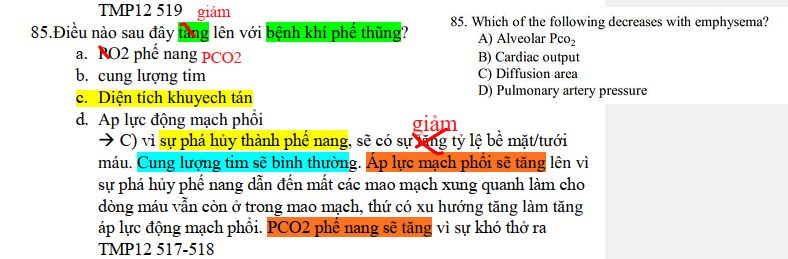 TMP12 519 giảm
85.Điều nào sau đây tăng lên với bệnh khí phế thũng?
a. PO2 phế nang PCO2
b. cung lượng tim
c. Diện tích khuyech tán
d. Ap lực động mạch phổi
giảm
→ C) vì sự phá hủy thành phế nang, sẽ có sự tăng tỷ lệ bề mặt/tưới
máu. Cung lượng tim sẽ bình thường. Áp lực mạch phổi sẽ tăng lên vì
sự phá hủy phế nang dẫn đến mất các mao mạch xung quanh làm cho
dòng máu vẫn còn ở trong mao mạch, thứ có xu hướng tăng làm tăng
áp lực động mạch phổi. PCO2 phế nang sẽ tăng vì sự khó thở ra
TMP12 517-518
85. Which of the following decreases with emphysema?
A) Alveolar Pco₂
B) Cardiac output
C) Diffusion area
D) Pulmonary artery pressure